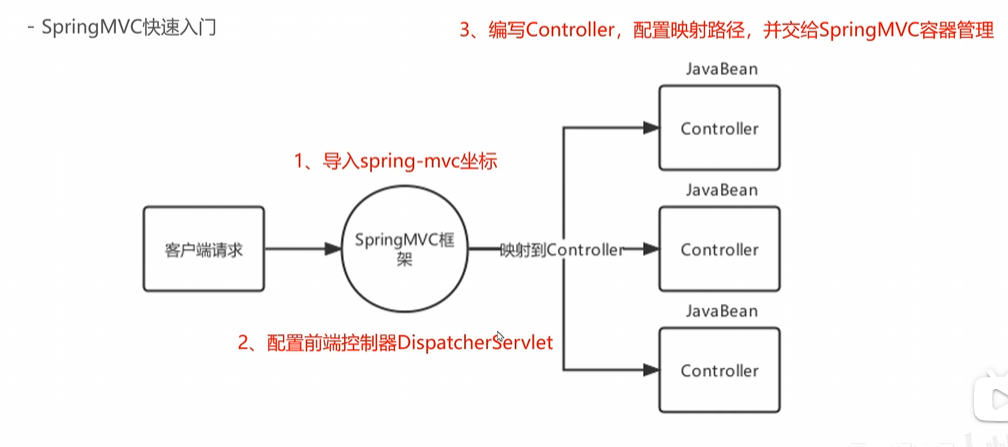 - SpringMVC快速入门
3、编写Controller，配置映射路径，并交给SpringMVC容器管理
JavaBean
Controller
1、导入spring-mvc坐标
JavaBean
客户端请求
SpringMVC框
架
映射到Controller
Controller
JavaBean
2、配置前端控制器DispatcherServlet
Controller